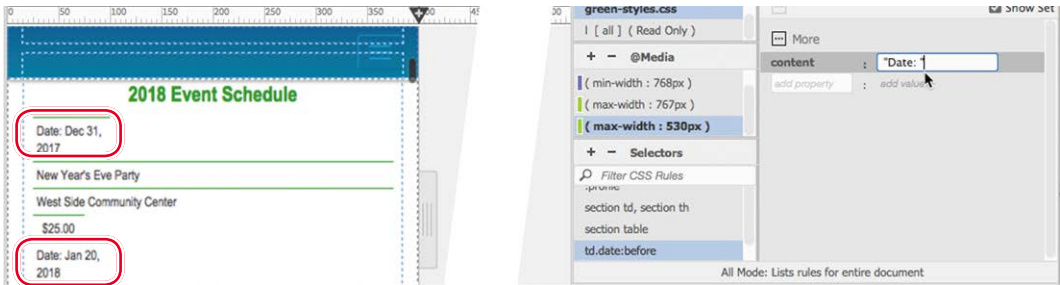 0 50 100 150 200 250 300 350
2018 Event Schedule
Date: Dec 31,
2017
New Year's Eve Party
West Side Community Center
$25.00
Date: Jan 20,
2018
green-styles.css
[ all ] ( Read Only )
+ − @Media
( min-width : 768px )
( max-width : 767px )
( max-width : 530px )
+ − Selectors
Filter CSS Rules
section td, section th
section table
td.date:before
Show Set
More
content : "Date: "
add property : add value
All Mode: Lists rules for entire document